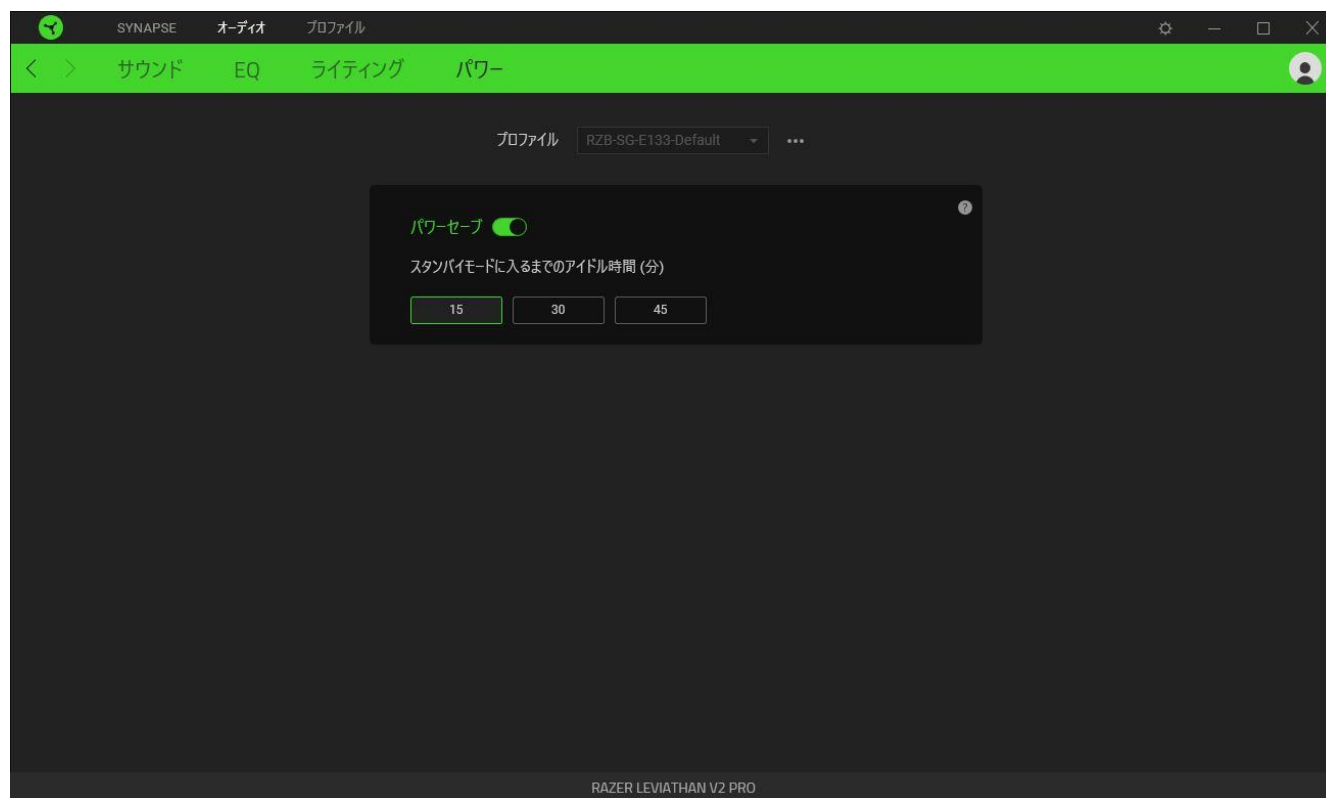 SYNAPSE オーディオ プロファイル
サウンド EQ ライティング パワー
プロファイル RZB-SG-E133-Default
パワーセーブ
スタンバイモードに入るまでのアイドル時間 (分)
15 30 45
RAZER LEVIATHAN V2 PRO